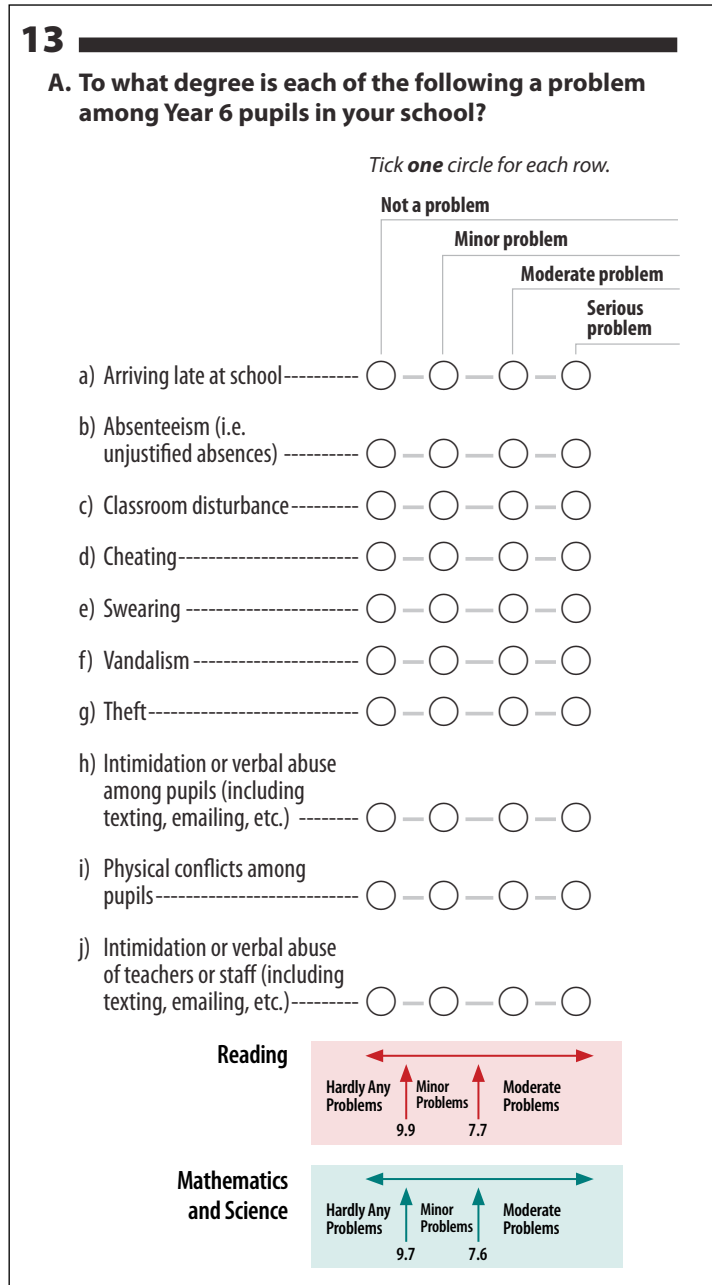 13
A. To what degree is each of the following a problem
among Year 6 pupils in your school?
Tick one circle for each row.
Not a problem
Minor problem
Moderate problem
Serious
problem
a) Arriving late at school----------
b) Absenteeism (i.e.
unjustified absences) ----------
c) Classroom disturbance---------
d) Cheating------------------------
e) Swearing -----------------------
f) Vandalism ----------------------
g) Theft----------------------------
h) Intimidation or verbal abuse
among pupils (including
texting, emailing, etc.) --------
i) Physical conflicts among
pupils---------------------------
j) Intimidation or verbal abuse
of teachers or staff (including
texting, emailing, etc.)---------
Reading
Hardly Any
Problems
Minor
Problems
Moderate
Problems
9.9 7.7
Mathematics
and Science
Hardly Any
Problems
Minor
Problems
Moderate
Problems
9.7 7.6